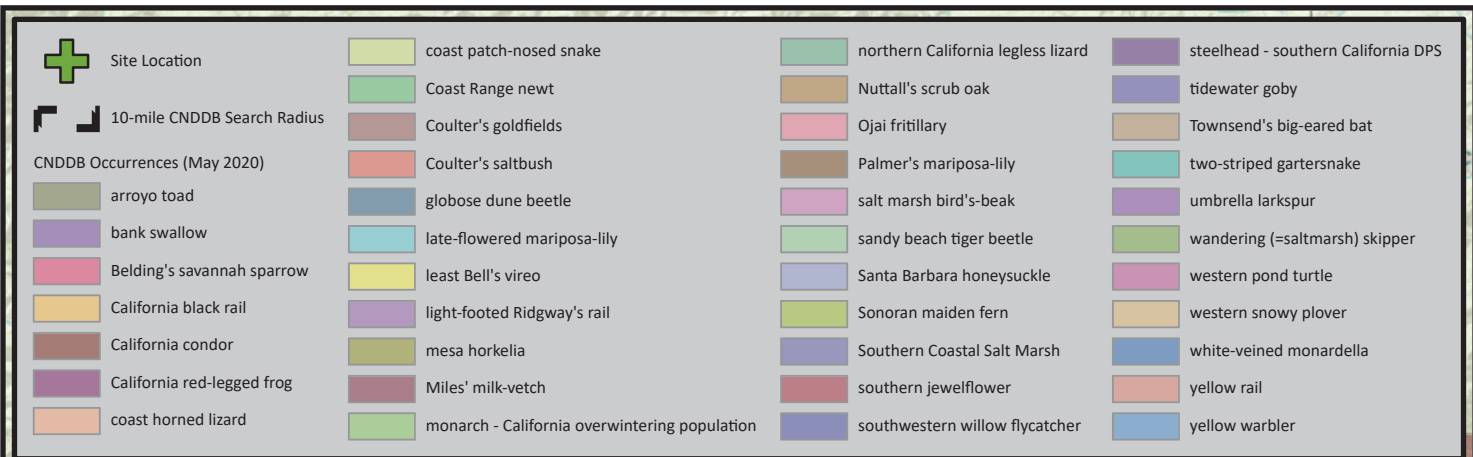 Site Location
10-mile CNDDB Search Radius
CNDDB Occurrences (May 2020)
arroyo toad
bank swallow
Belding's savannah sparrow
California black rail
California condor
California red-legged frog
coast horned lizard
coast patch-nosed snake
Coast Range newt
Coulter's goldfields
Coulter's saltbush
globose dune beetle
late-flowered mariposa-lily
least Bell's vireo
light-footed Ridgway's rail
mesa horkelia
Miles' milk-vetch
monarch - California overwintering population
northern California legless lizard
Nuttall's scrub oak
Ojai fritillary
Palmer's mariposa-lily
salt marsh bird's-beak
sandy beach tiger beetle
Santa Barbara honeysuckle
Sonoran maiden fern
Southern Coastal Salt Marsh
southern jewelflower
southwestern willow flycatcher
steelhead - southern California DPS
tidewater goby
Townsend's big-eared bat
two-striped gartersnake
umbrella larkspur
wandering (=saltmarsh) skipper
western pond turtle
western snowy plover
white-veined monardella
yellow rail
yellow warbler